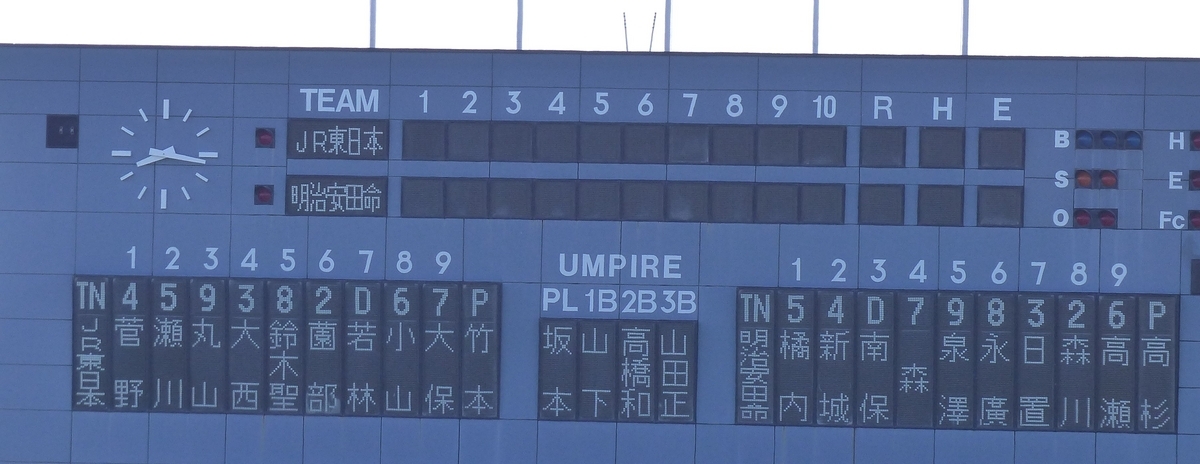 TEAM 1 2 3 4 5 6 7 8 9 10 R H E
JR東日本
明治安田命
B H
S E
O Fc
1 2 3 4 5 6 7 8 9
TN 4 5 9 3 8 2 D 6 7 P
JR東日本 菅野 瀬川 丸山 大西 鈴木聖 薗部 若林 小山 大保 竹本
UMPIRE
PL 1B 2B 3B
坂本 山下 高橋和 山田正
1 2 3 4 5 6 7 8 9
TN 5 4 D 7 9 8 3 2 6 P
明治安田命 橘内 新城 南保 森 泉澤 永廣 日置 森川 高瀬 高杉